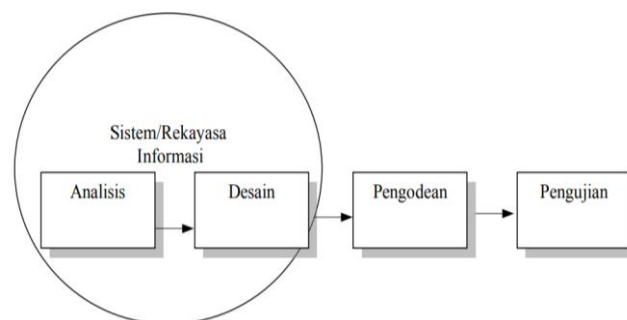 Sistem/Rekayasa
Informasi
Analisis
Desain
Pengodean
Pengujian